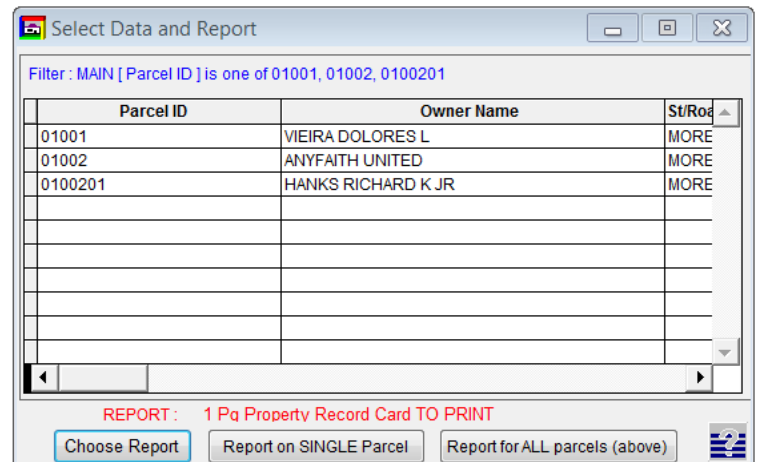 Select Data and Report
Filter : MAIN [ Parcel ID ] is one of 01001, 01002, 0100201
Parcel ID Owner Name St/Roa
01001 VIEIRA DOLORES L MORE
01002 ANYFAITH UNITED MORE
0100201 HANKS RICHARD K JR MORE
REPORT : 1 Pg Property Record Card TO PRINT
Choose Report Report on SINGLE Parcel Report for ALL parcels (above)